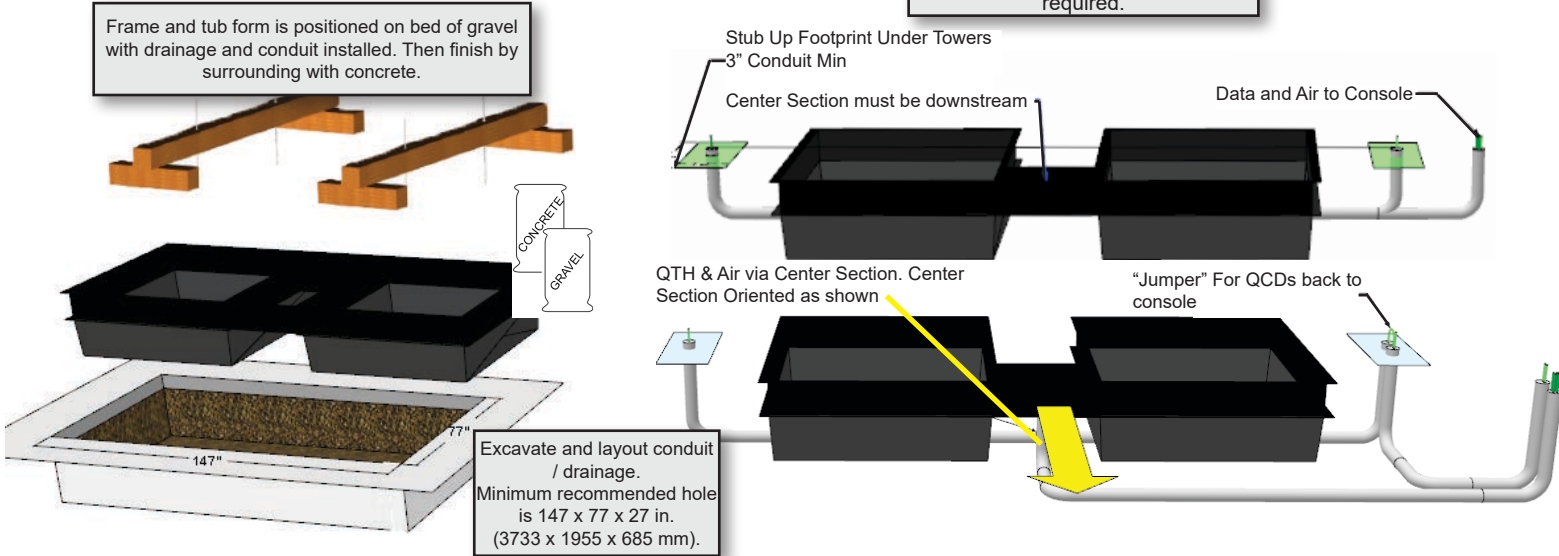 required.
Frame and tub form is positioned on bed of gravel
with drainage and conduit installed. Then finish by
surrounding with concrete.
Stub Up Footprint Under Towers
3” Conduit Min
Center Section must be downstream
Data and Air to Console
CONCRETE
GRAVEL
QTH & Air via Center Section. Center
Section Oriented as shown
“Jumper” For QCDs back to
console
77"
147"
Excavate and layout conduit
/ drainage.
Minimum recommended hole
is 147 x 77 x 27 in.
(3733 x 1955 x 685 mm).